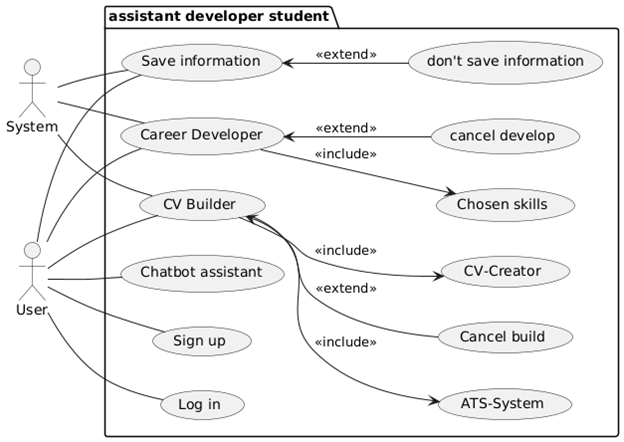 assistant developer student
Save information
«extend»
don't save information
System
Career Developer
«extend»
cancel develop
«include»
Chosen skills
CV Builder
«include»
CV-Creator
Chatbot assistant
«extend»
User
Sign up
«include»
Cancel build
Log in
ATS-System